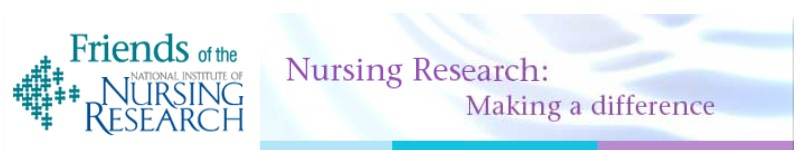 Friends of the
NATIONAL INSTITUTE OF
NURSING
RESEARCH
Nursing Research:
Making a difference